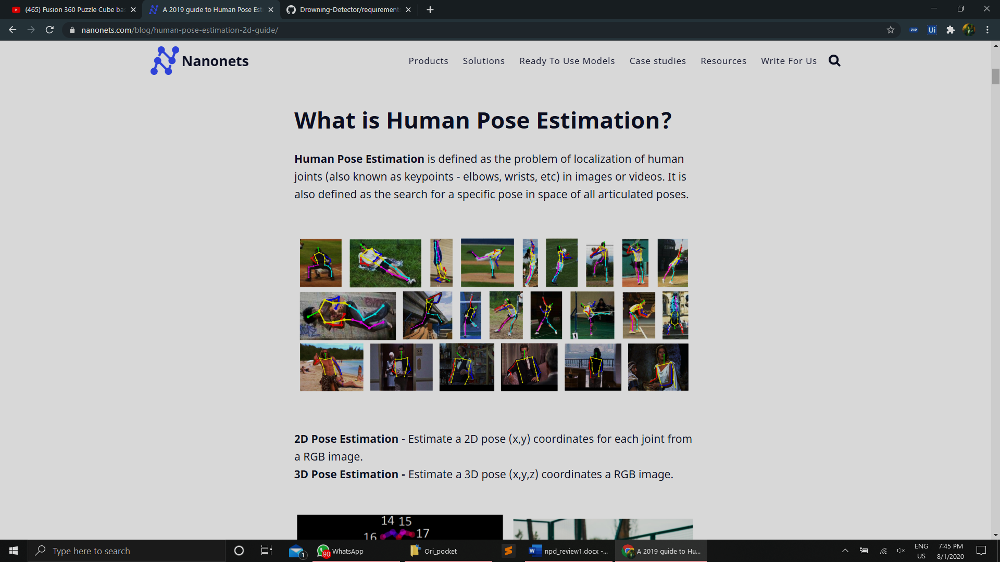 (465) Fusion 360 Puzzle Cube ba
A 2019 guide to Human Pose Est
Drowning-Detector/requirement
nanonets.com/blog/human-pose-estimation-2d-guide/
ZIP
Ui
Nanonets
Products
Solutions
Ready To Use Models
Case studies
Resources
Write For Us
What is Human Pose Estimation?
Human Pose Estimation is defined as the problem of localization of human
joints (also known as keypoints - elbows, wrists, etc) in images or videos. It is
also defined as the search for a specific pose in space of all articulated poses.
1
2D Pose Estimation - Estimate a 2D pose (x,y) coordinates for each joint from
a RGB image.
3D Pose Estimation - Estimate a 3D pose (x,y,z) coordinates a RGB image.
14 15
16
17
Type here to search
1
90
WhatsApp
Ori_pocket
npd_review1.docx -...
A 2019 guide to Hu...
ENG
US
7:45 PM
8/1/2020